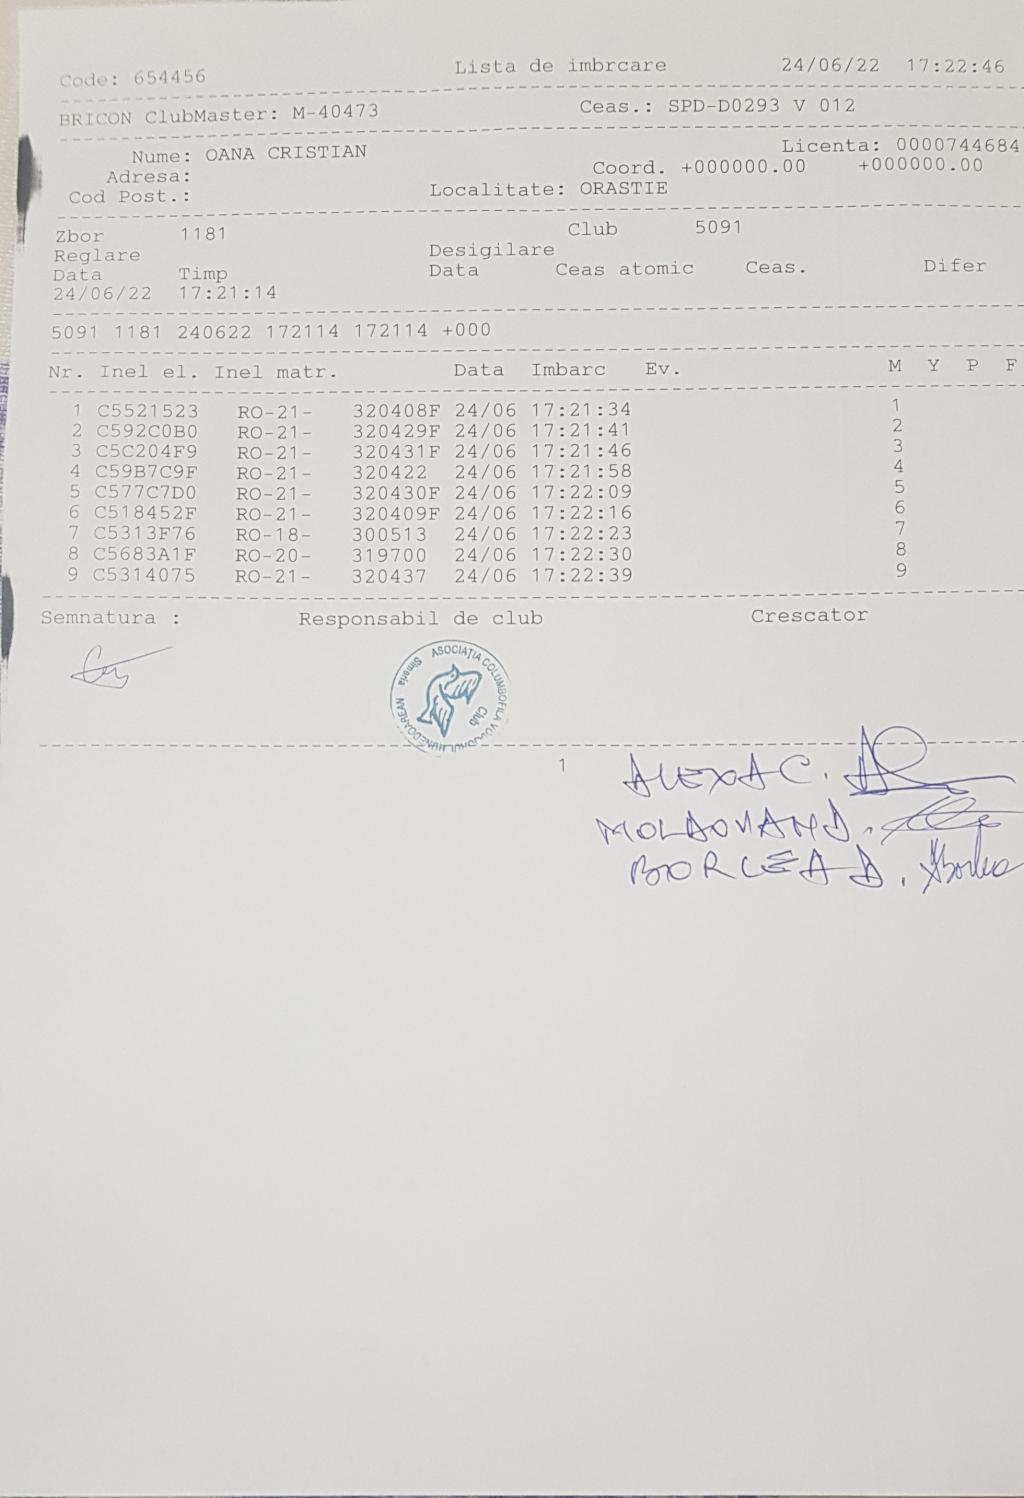 Code: 654456 Lista de imbrcare 24/06/22 17:22:46
BRICON ClubMaster: M-40473 Ceas.: SPD-D0293 V 012
Nume: OANA CRISTIAN Licenta: 0000744684
Adresa: Coord. +000000.00 +000000.00
Cod Post.: Localitate: ORASTIE
Zbor 1181 Club 5091
Reglare Desigilare
Data Timp Data Ceas atomic Ceas. Difer
24/06/22 17:21:14
5091 1181 240622 172114 172114 +000
Nr. Inel el. Inel matr. Data Imbarc Ev. M Y P F
1 C5521523 RO-21- 320408F 24/06 17:21:34 1
2 C592C0B0 RO-21- 320429F 24/06 17:21:41 2
3 C5C204F9 RO-21- 320431F 24/06 17:21:46 3
4 C59B7C9F RO-21- 320422 24/06 17:21:58 4
5 C577C7D0 RO-21- 320430F 24/06 17:22:09 5
6 C518452F RO-21- 320409F 24/06 17:22:16 6
7 C5313F76 RO-18- 300513 24/06 17:22:23 7
8 C5683A1F RO-20- 319700 24/06 17:22:30 8
9 C5314075 RO-21- 320437 24/06 17:22:39 9
Semnatura : Responsabil de club Crescator
ASOCIAŢIA COLUMBOFILA HUNEDOAREAN
Club Simeria
1
ALEXA C.
MOLDOVAN D.
BORCEA D.